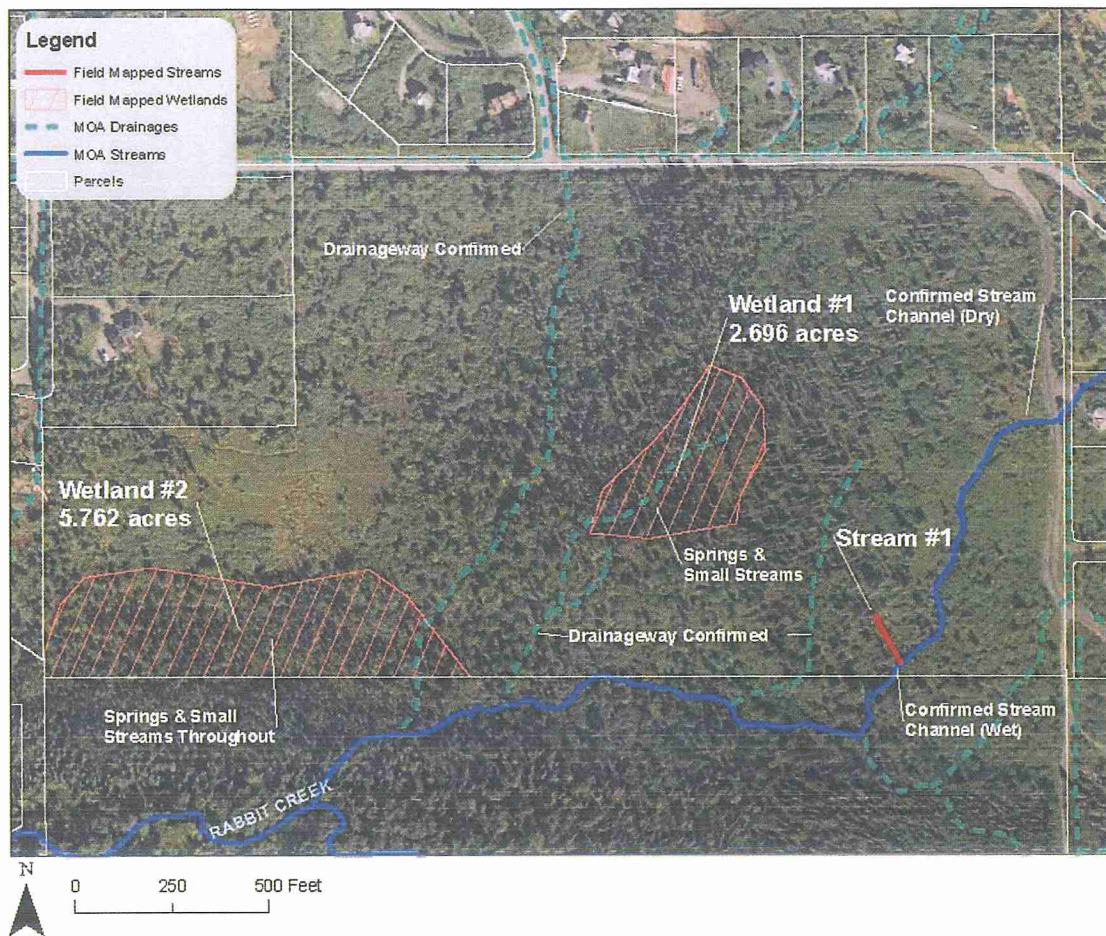 Legend
Field Mapped Streams
Field Mapped Wetlands
MOA Drainages
MOA Streams
Parcels
Drainageway Confirmed
Wetland #1
2.696 acres
Confirmed Stream
Channel (Dry)
Wetland #2
5.762 acres
Stream #1
Springs &
Small Streams
Drainageway Confirmed
Springs & Small
Streams Throughout
Confirmed Stream
Channel (Wet)
RABBIT CREEK
N
0 250 500 Feet